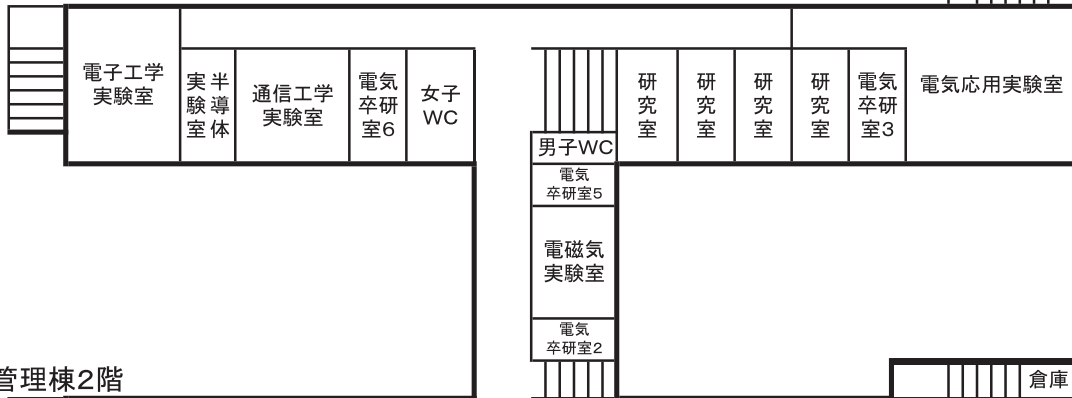 電子工学
実験室
半導体
実験室
通信工学
実験室
電気
卒研
室6
女子
WC
研究室
研究室
研究室
研究室
電気
卒研
室3
電気応用実験室
男子WC
電気
卒研室5
電磁気
実験室
電気
卒研室2
管理棟2階
倉庫